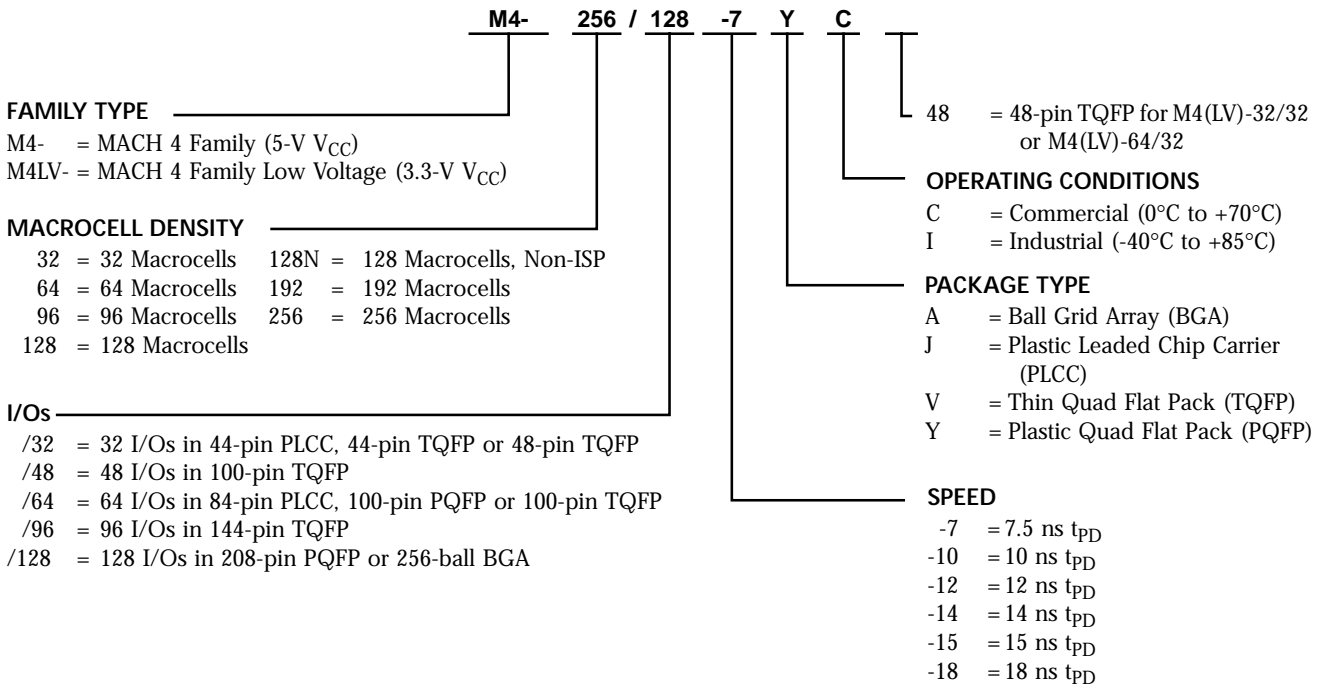 M4- 256 / 128 -7 Y C
FAMILY TYPE
M4- = MACH 4 Family (5-V VCC)
M4LV- = MACH 4 Family Low Voltage (3.3-V VCC)
MACROCELL DENSITY
32 = 32 Macrocells 128N = 128 Macrocells, Non-ISP
64 = 64 Macrocells 192 = 192 Macrocells
96 = 96 Macrocells 256 = 256 Macrocells
128 = 128 Macrocells
I/Os
/32 = 32 I/Os in 44-pin PLCC, 44-pin TQFP or 48-pin TQFP
/48 = 48 I/Os in 100-pin TQFP
/64 = 64 I/Os in 84-pin PLCC, 100-pin PQFP or 100-pin TQFP
/96 = 96 I/Os in 144-pin TQFP
/128 = 128 I/Os in 208-pin PQFP or 256-ball BGA
48 = 48-pin TQFP for M4(LV)-32/32
or M4(LV)-64/32
OPERATING CONDITIONS
C = Commercial (0°C to +70°C)
I = Industrial (-40°C to +85°C)
PACKAGE TYPE
A = Ball Grid Array (BGA)
J = Plastic Leaded Chip Carrier
(PLCC)
V = Thin Quad Flat Pack (TQFP)
Y = Plastic Quad Flat Pack (PQFP)
SPEED
-7 = 7.5 ns tPD
-10 = 10 ns tPD
-12 = 12 ns tPD
-14 = 14 ns tPD
-15 = 15 ns tPD
-18 = 18 ns tPD